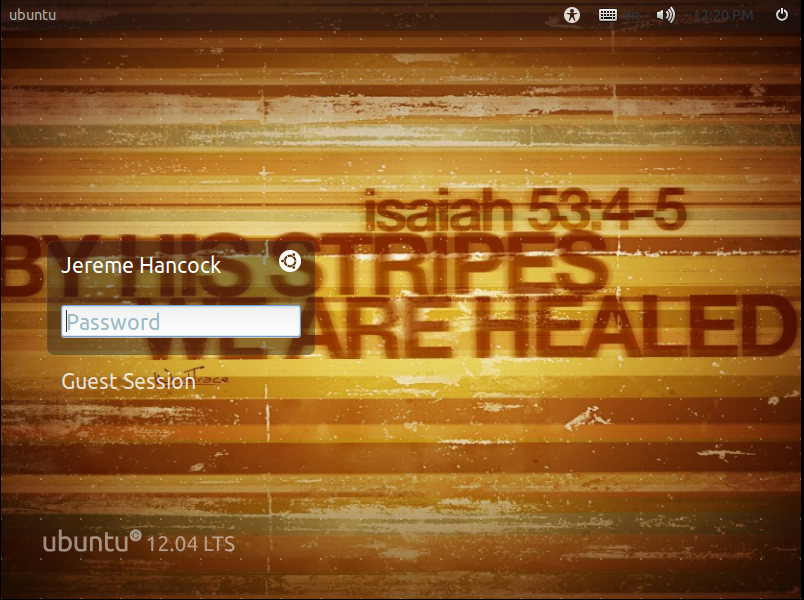 ubuntu
12:20 PM
isaiah 53:4-5
BY HIS STRIPES
WE ARE HEALED
Jereme Hancock
Password
Guest Session
Trace
ubuntu 12.04 LTS